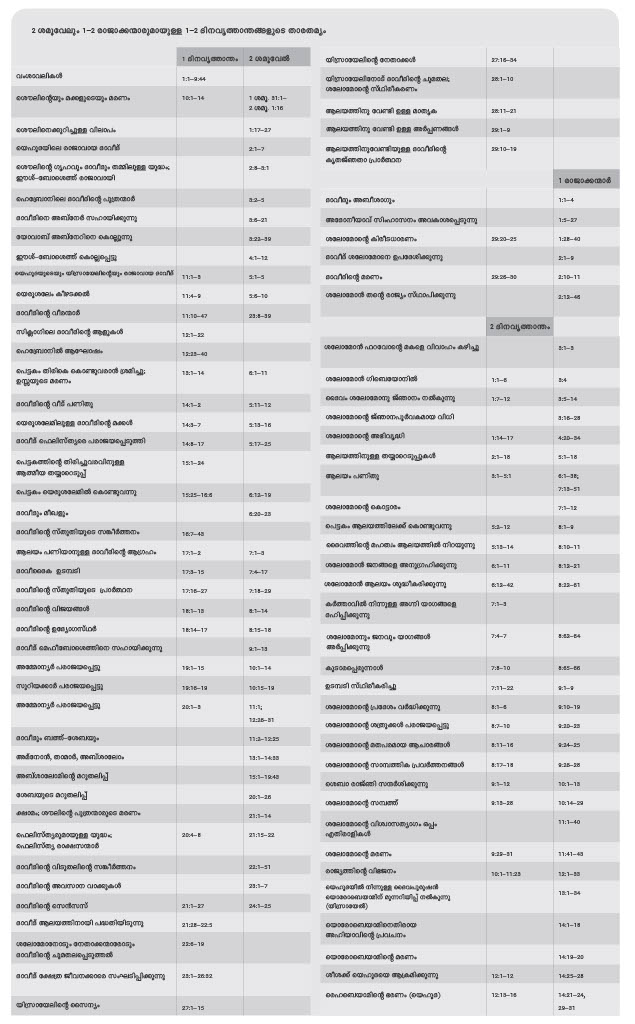 2 ശമൂവേലും 1–2 രാജാക്കന്മാരുമായുള്ള 1–2 ദിനവൃത്താന്തങ്ങളുടെ താരതമ്യം
1 ദിനവൃത്താന്തം 2 ശമൂവേൽ
വംശാവലികൾ 1:1–9:44
ശൌലിന്റെയും മക്കളുടെയും മരണം 10:1–14 1 ശമൂ. 31:1–
2 ശമൂ. 1:16
ശൌലിനെക്കുറിച്ചുള്ള വിലാപം 1:17–27
യെഹൂദയിലെ രാജാവായ ദാവീദ് 2:1–7
ശൌലിന്റെ ഗൃഹവും ദാവീദും തമ്മിലുള്ള യുദ്ധം; 2:8–3:1
ഈശ്-ബോശെത്ത് രാജാവായി
ഹെബ്രോനിലെ ദാവീദിന്റെ പുത്രന്മാർ 3:2–5
ദാവീദിനെ അബ്നേർ സഹായിക്കുന്നു 3:6–21
യോവാബ് അബ്നേറിനെ കൊല്ലുന്നു 3:22–39
ഈശ്-ബോശെത്ത് കൊല്ലപ്പെട്ടു 4:1–12
യെഹൂദയുടെയും യിസ്രായേലിന്റെയും രാജാവായ ദാവീദ് 11:1–3 5:1–5
യെരുശലേം കീഴടക്കൽ 11:4–9 5:6–10
ദാവീദിന്റെ വീരന്മാർ 11:10–47 23:8–39
സിക്ലാഗിലെ ദാവീദിന്റെ ആളുകൾ 12:1–22
ഹെബ്രോനിൽ ആഘോഷം 12:23–40
പെട്ടകം തിരികെ കൊണ്ടുവരാൻ ശ്രമിച്ചു; 13:1–14 6:1–11
ഉസ്സയുടെ മരണം
ദാവീദിന്റെ വീട് പണിതു 14:1–2 5:11–12
യെരുശലേമിലുള്ള ദാവീദിന്റെ മക്കൾ 14:3–7 5:13–16
ദാവീദ് ഫെലിസ്ത്യരെ പരാജയപ്പെടുത്തി 14:8–17 5:17–25
പെട്ടകത്തിന്റെ തിരിച്ചുവരവിനുള്ള 15:1–24
ആത്മീയ തയ്യാറെടുപ്പ്
പെട്ടകം യെരുശലേമിൽ കൊണ്ടുവന്നു 15:25–16:6 6:12–19
ദാവീദും മീഖളും 6:20–23
ദാവീദിന്റെ സ്തുതിയുടെ സങ്കീർത്തനം 16:7–43
ആലയം പണിയാനുള്ള ദാവീദിന്റെ ആഗ്രഹം 17:1–2 7:1–3
ഉടമ്പടി 17:3–15 7:4–17
ദാവീദിന്റെ സ്തുതിയുടെ പ്രാർത്ഥന 17:16–27 7:18–29
ദാവീദിന്റെ വിജയങ്ങൾ 18:1–13 8:1–14
ദാവീദിന്റെ ഉദ്യോഗസ്ഥർ 18:14–17 8:15–18
ദാവീദ് മെഫീബോശെത്തിനെ സഹായിക്കുന്നു 9:1–13
അമ്മോന്യർ പരാജയപ്പെട്ടു 19:1–15 10:1–14
സുറിയക്കാർ പരാജയപ്പെട്ടു 19:16–19 10:15–19
അമ്മോന്യർ പരാജയപ്പെട്ടു 20:1–3 11:1;
12:26–31
ദാവീദും ബത്ത്-ശേബയും 11:2–12:25
അമ്നോൻ, താമാർ, അബ്ശാലോം 13:1–14:33
അബ്ശാലോമിന്റെ മറുതലിപ്പ് 15:1–19:43
ശേബയുടെ മറുതലിപ്പ് 20:1–26
ക്ഷാമം; ശൗലിന്റെ പുത്രന്മാരുടെ മരണം 21:1–14
ഫെലിസ്ത്യരുമായുള്ള യുദ്ധം; 20:4–8 21:15–22
ഫെലിസ്ത്യ രാക്ഷസന്മാർ
ദാവീദിന്റെ വിടുതലിന്റെ സങ്കീർത്തനം 22:1–51
ദാവീദിന്റെ അവസാന വാക്കുകൾ 23:1–7
ദാവീദിന്റെ സെൻസസ് 21:1–27 24:1–25
ദാവീദ് ആലയത്തിനായി പദ്ധതിയിടുന്നു 21:28–22:5
ശലോമോനോടും നേതാക്കന്മാരോടും 22:6–19
ദാവീദിന്റെ ചുമതലപ്പെടുത്തൽ
ദാവീദ് ക്ഷേത്ര ജീവനക്കാരെ സംഘടിപ്പിക്കുന്നു 23:1–26:32
യിസ്രായേലിന്റെ സൈന്യം 27:1–15
യിസ്രായേലിന്റെ നേതാക്കൾ 27:16–34
യിസ്രായേലിനോട് ദാവീദിന്റെ ചുമതല; 28:1–10
ശലോമോന്റെ സ്ഥിരീകരണം
ആലയത്തിനു വേണ്ടി ഉള്ള മാതൃക 28:11–21
ആലയത്തിനു വേണ്ടി ഉള്ള അർപ്പണങ്ങൾ 29:1–9
ആലയത്തിനുവേണ്ടിയുള്ള ദാവീദിന്റെ 29:10–19
കൃതജ്ഞതാ പ്രാർത്ഥന
1 രാജാക്കന്മാർ
ദാവീദും അബീശാഗും 1:1–4
അദോനീയാവ് സിംഹാസനം അവകാശപ്പെടുന്നു 1:5–27
ശലോമോന്റെ കിരീടധാരണം 29:20–25 1:28–40
ദാവീദ് ശലോമോനെ ഉപദേശിക്കുന്നു 2:1–9
ദാവീദിന്റെ മരണം 29:26–30 2:10–11
ശലോമോൻ തന്റെ രാജ്യം സ്ഥാപിക്കുന്നു 2:12–46
2 ദിനവൃത്താന്തം
ശലോമോൻ ഫറവോന്റെ മകളെ വിവാഹം കഴിച്ചു 3:1–3
ശലോമോൻ ഗിബെയോനിൽ 1:1–6 3:4
ദൈവം ശലോമോനു ജ്ഞാനം നൽകുന്നു 1:7–12 3:5–14
ശലോമോന്റെ ജ്ഞാനപൂർവകമായ വിധി 3:16–28
ശലോമോന്റെ അഭിവൃദ്ധി 1:14–17 4:20–34
ആലയത്തിനുള്ള തയ്യാറെടുപ്പുകൾ 2:1–18 5:1–18
ആലയം പണിതു 3:1–5:1 6:1–38;
7:13–51
ശലോമോന്റെ കൊട്ടാരം 7:1–12
പെട്ടകം ആലയത്തിലേക്ക് കൊണ്ടുവന്നു 5:2–12 8:1–9
ദൈവത്തിന്റെ മഹത്വം ആലയത്തിൽ നിറയുന്നു 5:13–14 8:10–11
ശലോമോൻ ജനങ്ങളെ അനുഗ്രഹിക്കുന്നു 6:1–11 8:12–21
ശലോമോൻ ആലയം ശുദ്ധീകരിക്കുന്നു 6:12–42 8:22–61
കർത്താവിൽ നിന്നുള്ള അഗ്നി യാഗങ്ങളെ 7:1–3
ദഹിപ്പിക്കുന്നു
ശലോമോനും ജനവും യാഗങ്ങൾ 7:4–7 8:62–64
അർപ്പിക്കുന്നു
കൂടാരപ്പെരുന്നാൾ 7:8–10 8:65–66
ഉടമ്പടി സ്ഥിരീകരിച്ചു 7:11–22 9:1–9
ശലോമോന്റെ പ്രദേശം വർദ്ധിക്കുന്നു 8:1–6 9:10–19
ശലോമോന്റെ ശത്രുക്കൾ പരാജയപ്പെട്ടു 8:7–10 9:20–23
ശലോമോന്റെ മതപരമായ ആചാരങ്ങൾ 8:11–16 9:24–25
ശലോമോന്റെ സാമ്പത്തിക പ്രവർത്തനങ്ങൾ 8:17–18 9:26–28
ശെബാ രാജ്ഞി സന്ദർശിക്കുന്നു 9:1–12 10:1–13
ശലോമോന്റെ സമ്പത്ത് 9:13–28 10:14–29
ശലോമോന്റെ വിശ്വാസത്യാഗം ഒപ്പം 11:1–40
എതിരാളികൾ
ശലോമോന്റെ മരണം 9:29–31 11:41–43
രാജ്യത്തിന്റെ വിഭജനം 10:1–11:23 12:1–33
യെഹൂദയിൽ നിന്നുള്ള ദൈവപുരുഷൻ 13:1–34
യൊരോബെയാമിന് മുന്നറിയിപ്പ് നൽകുന്നു
(യിസ്രായേൽ)
യൊരോബെയാമിനെതിരായ 14:1–18
അഹിയാവിന്റെ പ്രവചനം
യൊരോബെയാമിന്റെ മരണം 14:19–20
ശീശക്ക് യെഹൂദയെ ആക്രമിക്കുന്നു 12:1–12 14:25–28
രെഹബെയാമിന്റെ ഭരണം (യെഹൂദ) 12:13–16 14:21–24,
29–31